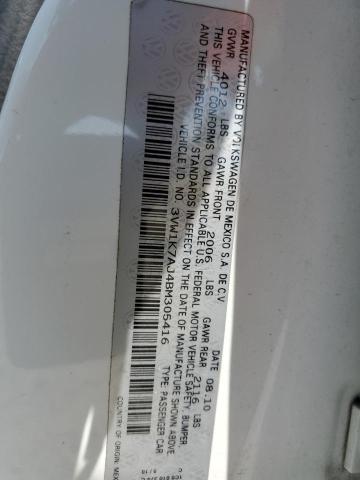 MANUFACTURED BY VOLKSWAGEN DE MEXICO S.A. DE C.V. DATE 08.10
GVWR 4012 LBS GAWR FRONT 2006 LBS GAWR REAR 2116 LBS
THIS VEHICLE CONFORMS TO ALL APPLICABLE U.S. FEDERAL MOTOR VEHICLE SAFETY, BUMPER
AND THEFT PREVENTION STANDARDS IN EFFECT ON THE DATE OF MANUFACTURE SHOWN ABOVE
VEHICLE I.D. NO. 3VW1K7AJ4BM305416 TYPE: PASSENGER CAR
COUNTRY OF ORIGIN: MEX